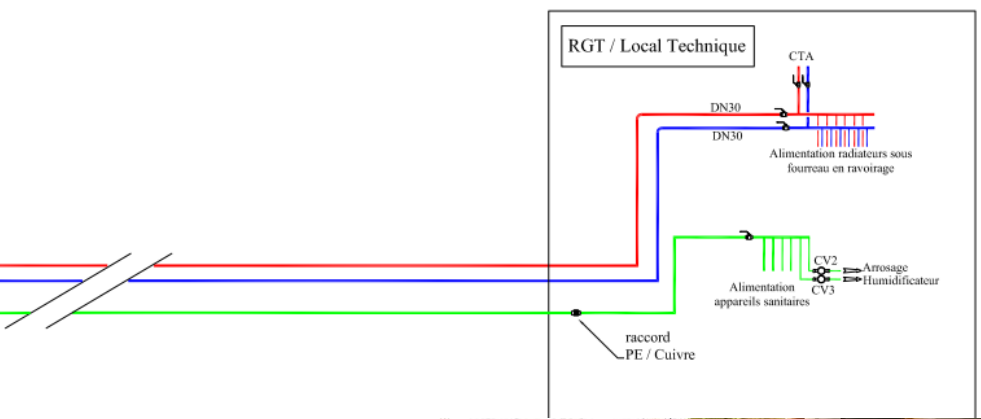 RGT / Local Technique
CTA
DN30
DN30
Alimentation radiateurs sous
fourreau en ravoirage
CV2
Arrosage
Humidificateur
CV3
Alimentation
appareils sanitaires
raccord
PE / Cuivre